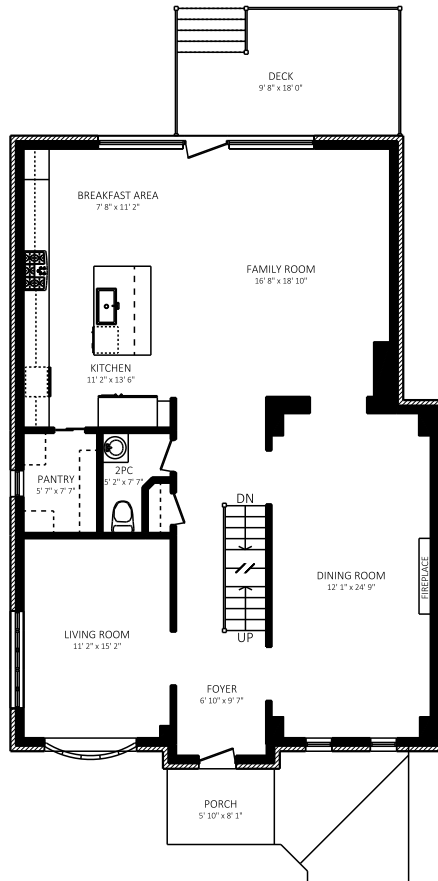 DECK
9' 8" x 18' 0"
BREAKFAST AREA
7' 8" x 11' 2"
FAMILY ROOM
16' 8" x 18' 10"
KITCHEN
11' 2" x 13' 6"
PANTRY
5' 7" x 7' 7"
2PC
5' 2" x 7' 7"
DN
UP
DINING ROOM
12' 1" x 24' 9"
FIREPLACE
LIVING ROOM
11' 2" x 15' 2"
FOYER
6' 10" x 9' 7"
PORCH
5' 10" x 8' 1"